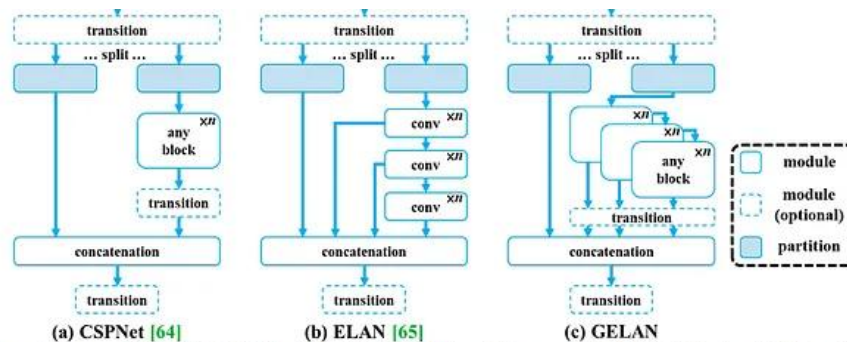 transition
... split ...
any
block
×n
transition
concatenation
transition
(a) CSPNet [64]
transition
... split ...
conv ×n
conv ×n
conv ×n
concatenation
transition
(b) ELAN [65]
transition
... split ...
×n
×n
×n
any
block
transition
concatenation
transition
(c) GELAN
module
module
(optional)
partition